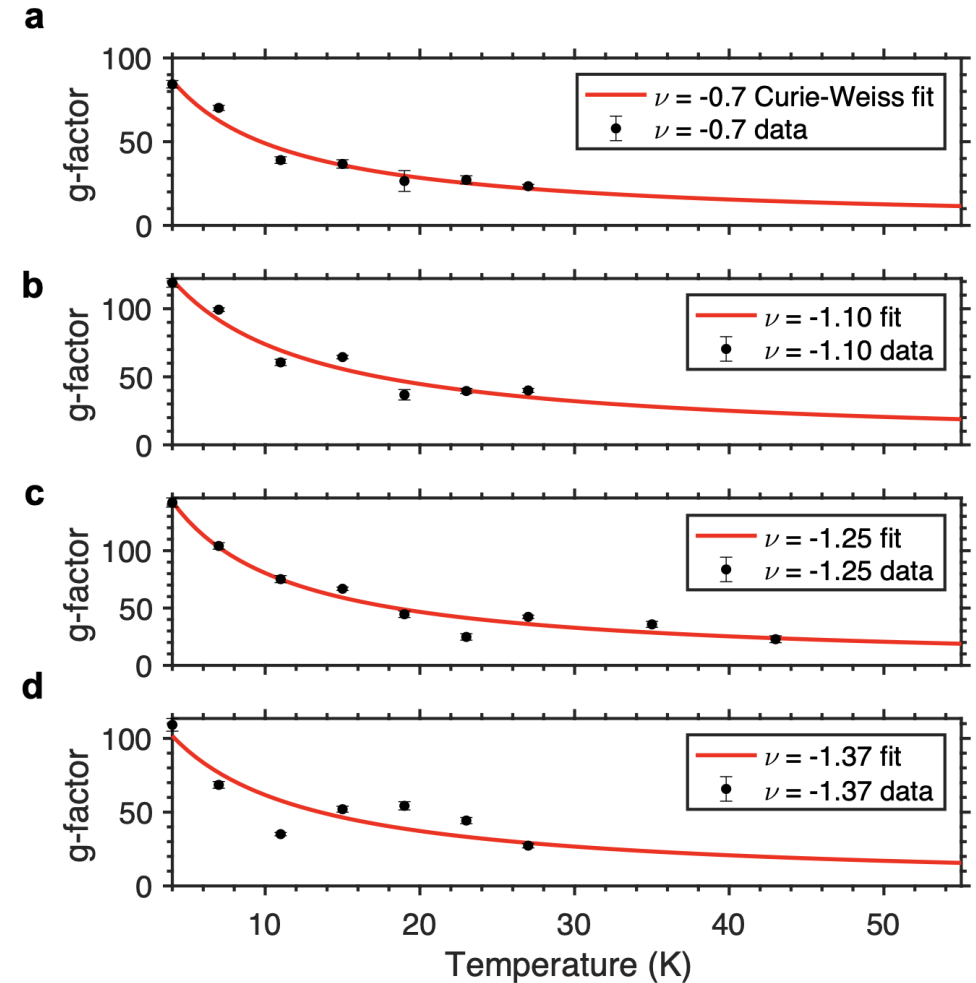 a
100
50
0
g-factor
ν = -0.7 Curie-Weiss fit
ν = -0.7 data
b
100
50
0
g-factor
ν = -1.10 fit
ν = -1.10 data
c
100
50
0
g-factor
ν = -1.25 fit
ν = -1.25 data
d
100
50
0
g-factor
ν = -1.37 fit
ν = -1.37 data
10 20 30 40 50
Temperature (K)